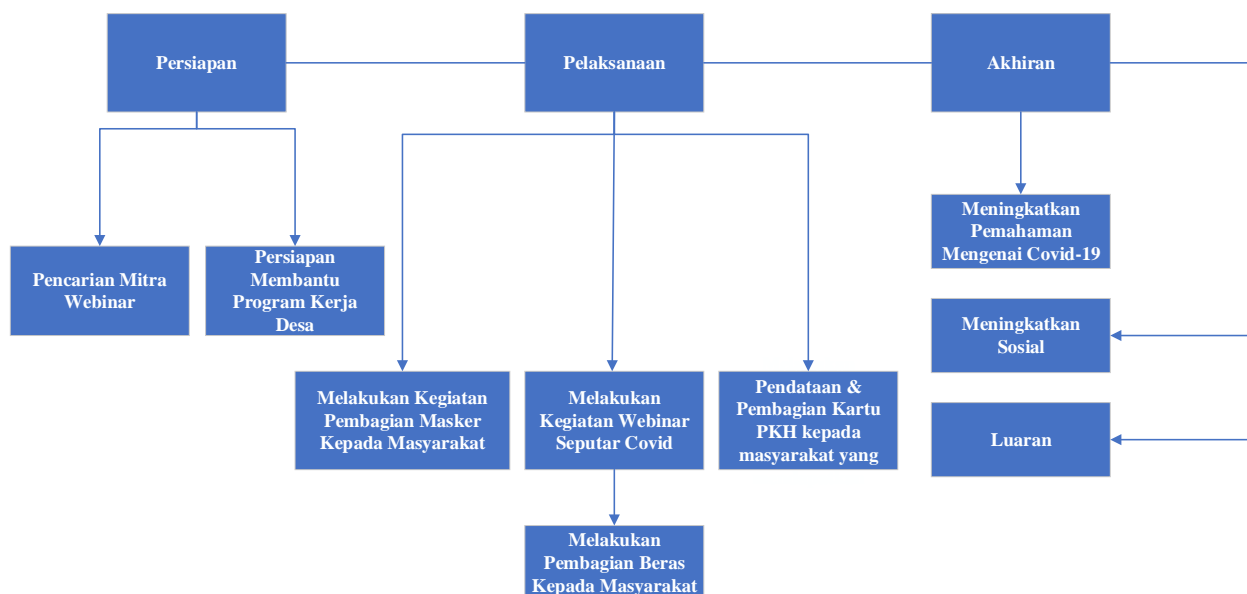 Persiapan
Pelaksanaan
Akhiran
Pencarian Mitra
Webinar
Persiapan
Membantu
Program Kerja
Desa
Meningkatkan
Pemahaman
Mengenai Covid-19
Meningkatkan
Sosial
Melakukan Kegiatan
Pembagian Masker
Kepada Masyarakat
Melakukan
Kegiatan Webinar
Seputar Covid
Pendataan &
Pembagian Kartu
PKH kepada
masyarakat yang
Luaran
Melakukan
Pembagian Beras
Kepada Masyarakat